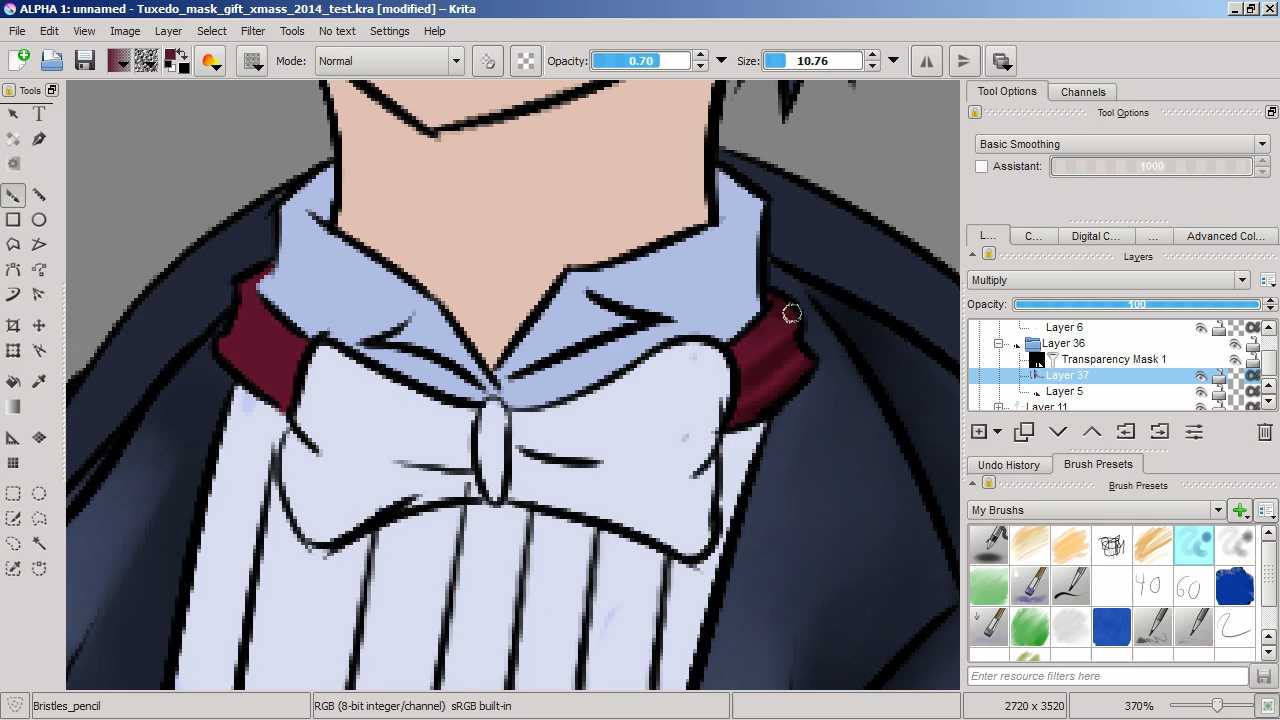 ALPHA 1: unnamed - Tuxedo_mask_gift_xmass_2014_test.kra [modified] – Krita
File Edit View Image Layer Select Filter Tools No text Settings Help
Mode: Normal Opacity: 0.70 Size: 10.76
Tools
Tool Options Channels
Tool Options
Basic Smoothing
Assistant: 1000
L... C... Digital C... ... Advanced Col...
Layers
Multiply
Opacity: 100
Layer 6
Layer 36
Transparency Mask 1
Layer 37
Layer 5
Layer 11
Undo History Brush Presets
Brush Presets
My Brushes
40 60
Enter resource filters here
Bristles_pencil RGB (8-bit integer/channel) sRGB built-in 2720 x 3520 370%